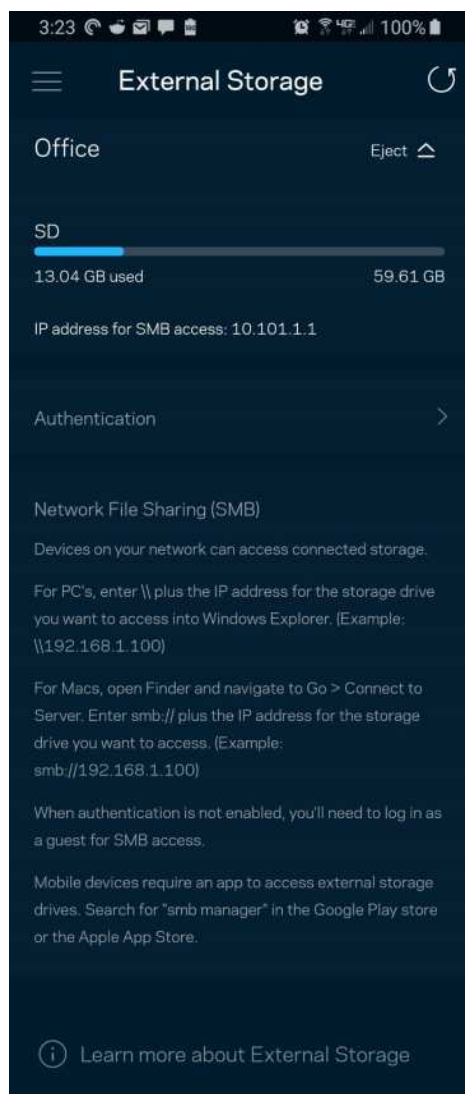 3:23 100%
External Storage
Office Eject
SD
13.04 GB used 59.61 GB
IP address for SMB access: 10.101.1.1
Authentication
Network File Sharing (SMB)
Devices on your network can access connected storage.
For PC's, enter \\ plus the IP address for the storage drive
you want to access into Windows Explorer. (Example:
\\192.168.1.100)
For Macs, open Finder and navigate to Go > Connect to
Server. Enter smb:// plus the IP address for the storage
drive you want to access. (Example:
smb://192.168.1.100)
When authentication is not enabled, you'll need to log in as
a guest for SMB access.
Mobile devices require an app to access external storage
drives. Search for "smb manager" in the Google Play store
or the Apple App Store.
Learn more about External Storage